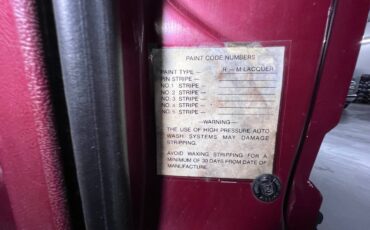 PAINT CODE NUMBERS
PAINT TYPE — R — M LACQUER
PIN STRIPE —
NO. 1 STRIPE —
NO. 2 STRIPE —
NO. 3 STRIPE —
NO. 4 STRIPE —
NO. 5 STRIPE —
—WARNING—
THE USE OF HIGH PRESSURE AUTO
WASH SYSTEMS MAY DAMAGE
STRIPING.
AVOID WAXING STRIPPING FOR A
MINIMUM OF 30 DAYS FROM DATE OF
MANUFACTURE.